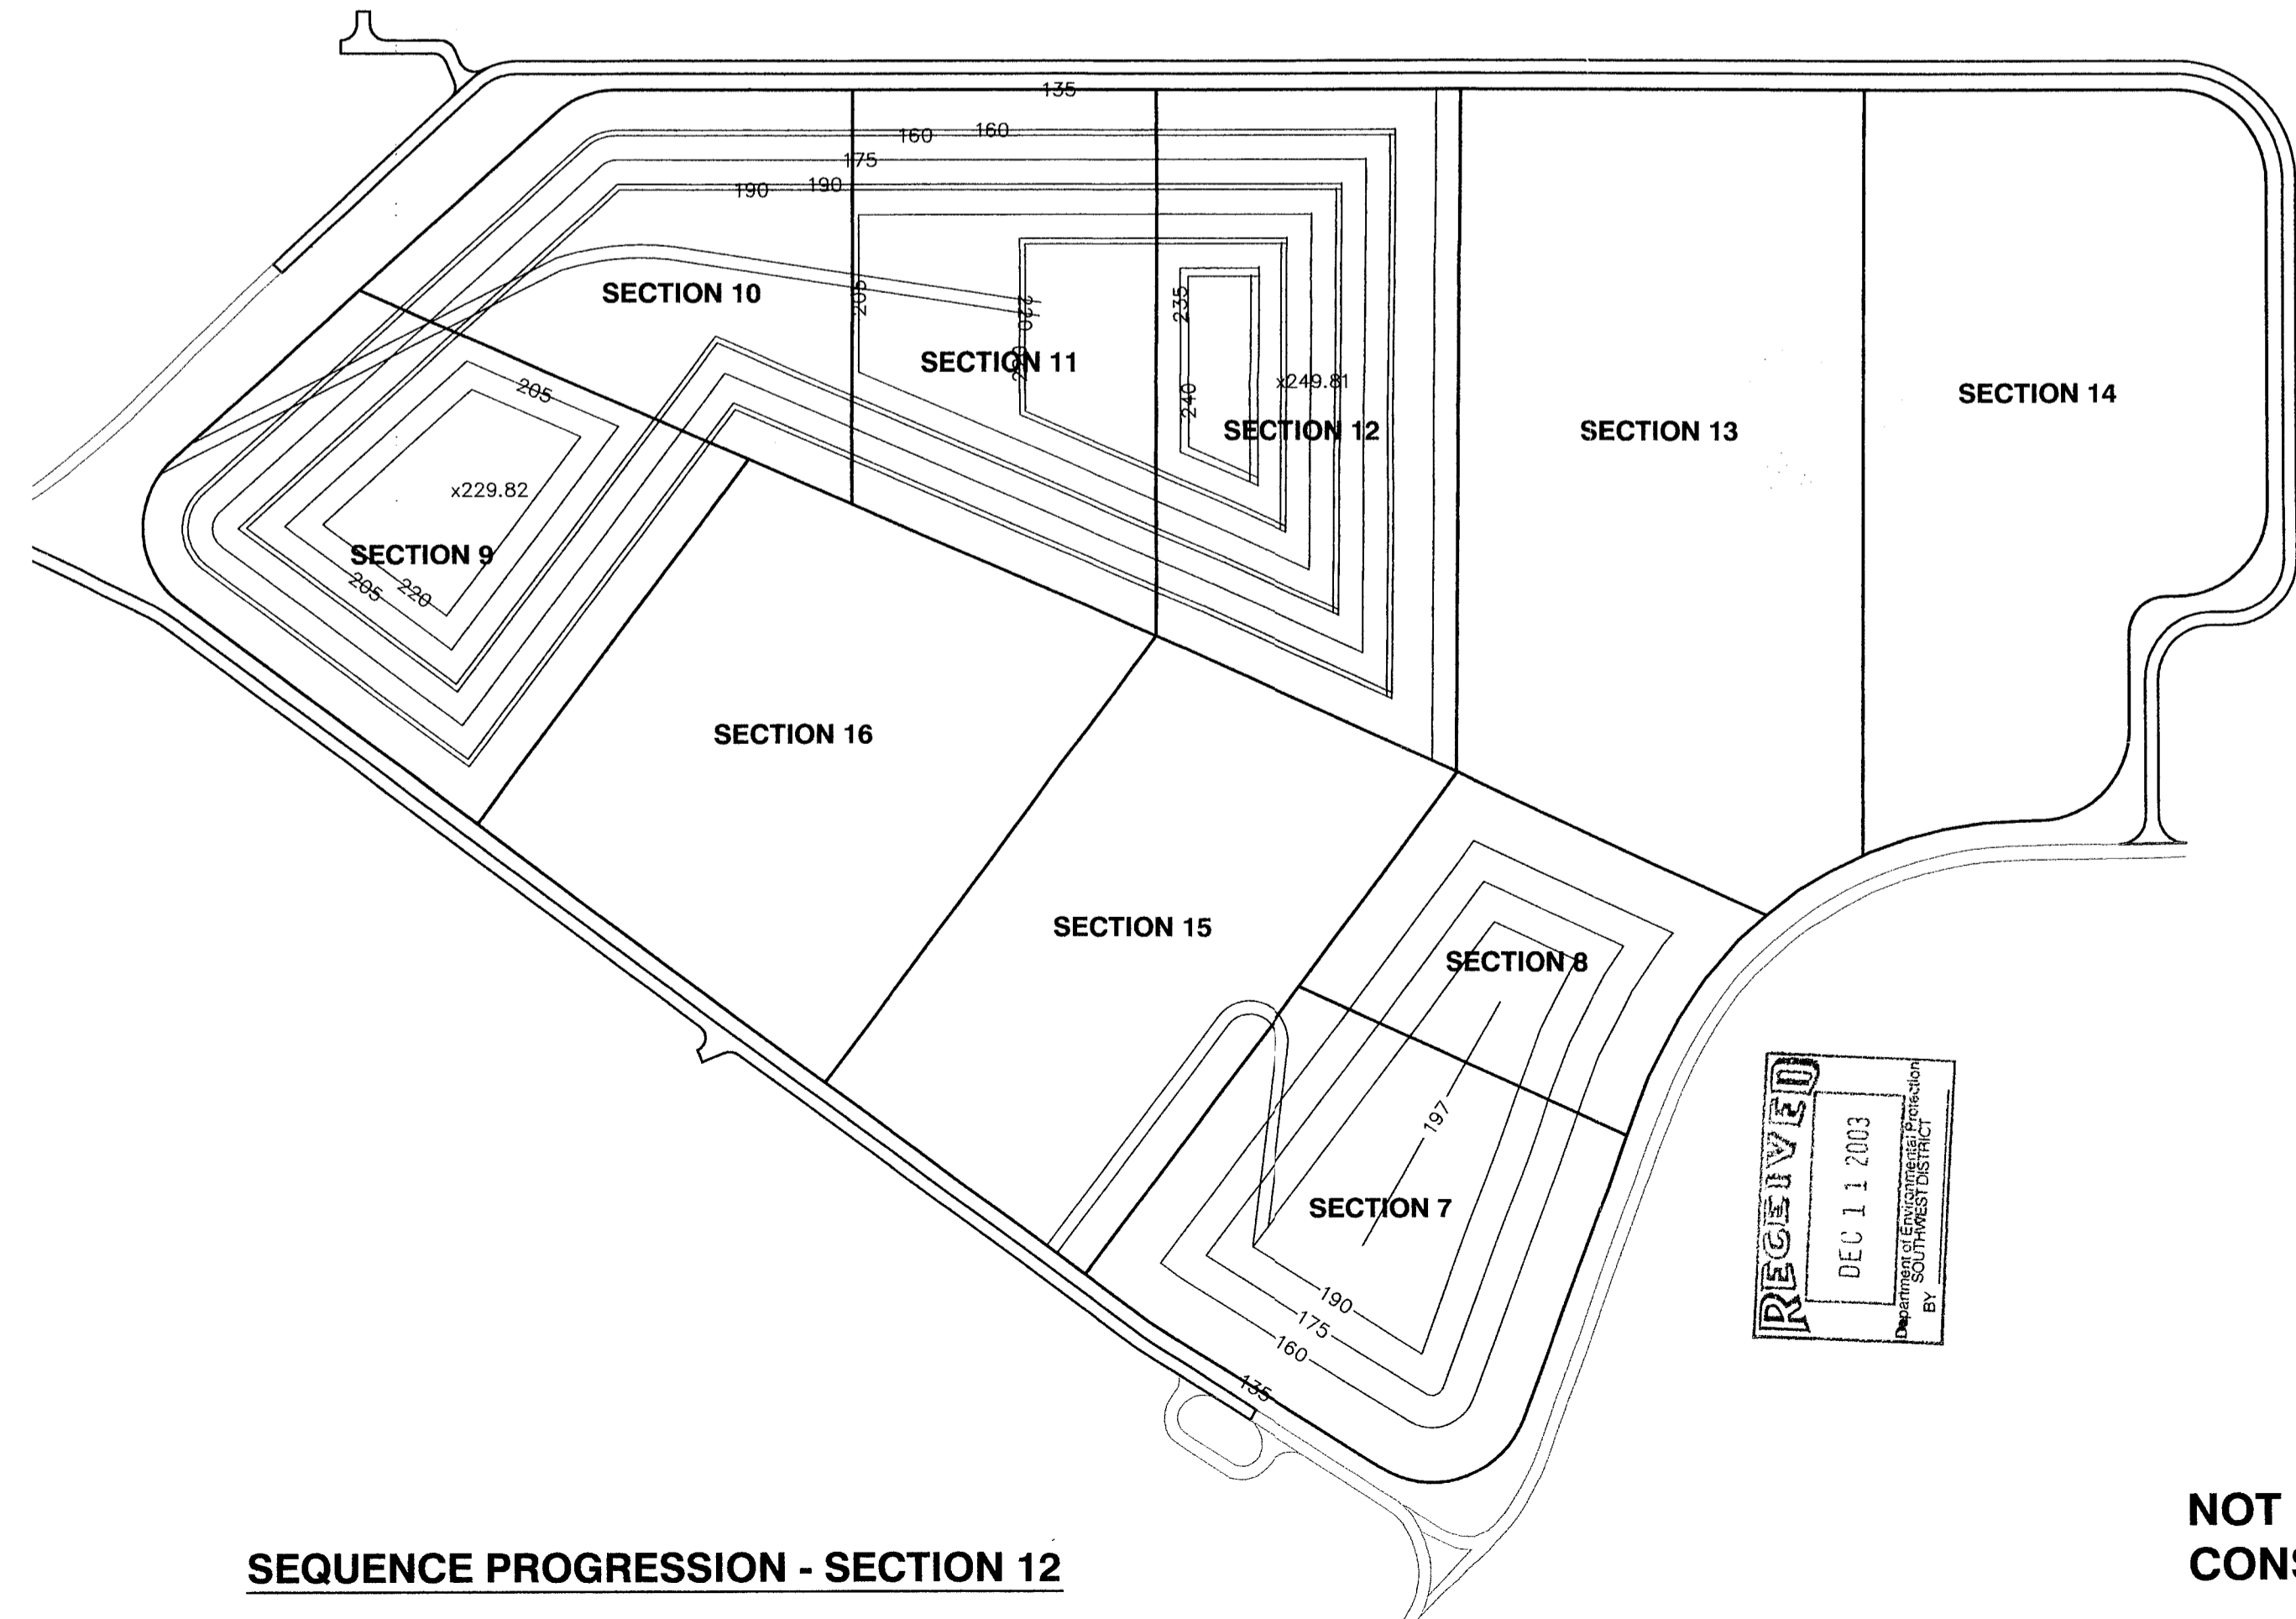 135
160 160
175
190 190
SECTION 10
205
220
220
SECTION 11
235
240
x249.81
SECTION 12
SECTION 13
SECTION 14
205
x229.82
SECTION 9
205 220
SECTION 16
SECTION 15
SECTION 8
197
SECTION 7
190
175
160
135
RECEIVED
DEC 11 2003
Department of Environmental Protection
SOUTHWEST DISTRICT
BY
NOT
CONS
SEQUENCE PROGRESSION - SECTION 12